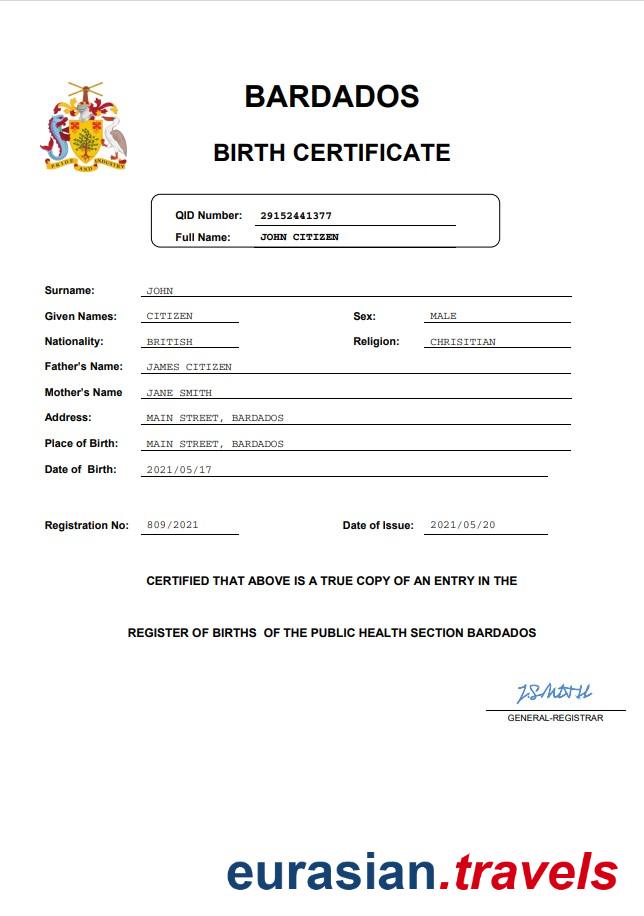 BARDADOS
BIRTH CERTIFICATE
PRIDE AND INDUSTRY
QID Number: 29152441377
Full Name: JOHN CITIZEN
Surname: JOHN
Given Names: CITIZEN Sex: MALE
Nationality: BRITISH Religion: CHRISITIAN
Father's Name: JAMES CITIZEN
Mother's Name JANE SMITH
Address: MAIN STREET, BARDADOS
Place of Birth: MAIN STREET, BARDADOS
Date of Birth: 2021/05/17
Registration No: 809/2021 Date of Issue: 2021/05/20
CERTIFIED THAT ABOVE IS A TRUE COPY OF AN ENTRY IN THE
REGISTER OF BIRTHS OF THE PUBLIC HEALTH SECTION BARDADOS
J.SMITH
GENERAL-REGISTRAR
eurasian.travels